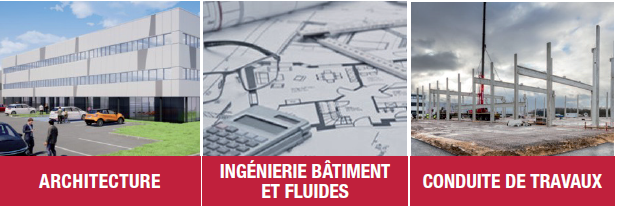 ARCHITECTURE
INGÉNIERIE BÂTIMENT
ET FLUIDES
CONDUITE DE TRAVAUX